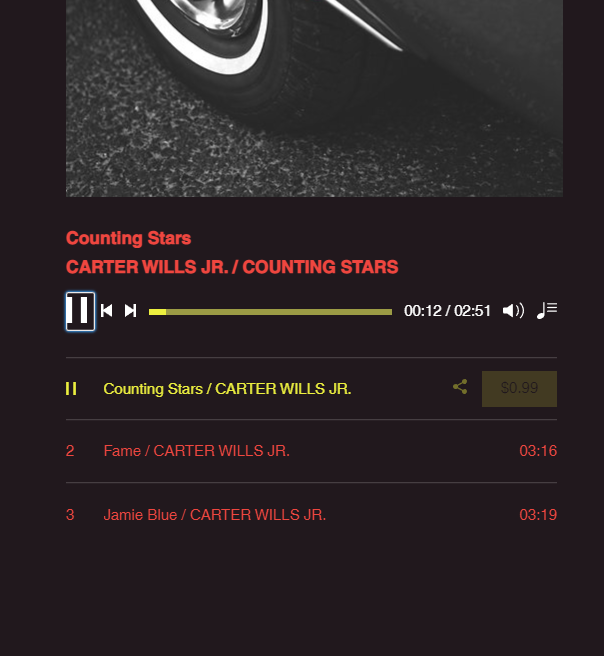 Counting Stars
CARTER WILLS JR. / COUNTING STARS
00:12 / 02:51
Counting Stars / CARTER WILLS JR. $0.99
2 Fame / CARTER WILLS JR. 03:16
3 Jamie Blue / CARTER WILLS JR. 03:19